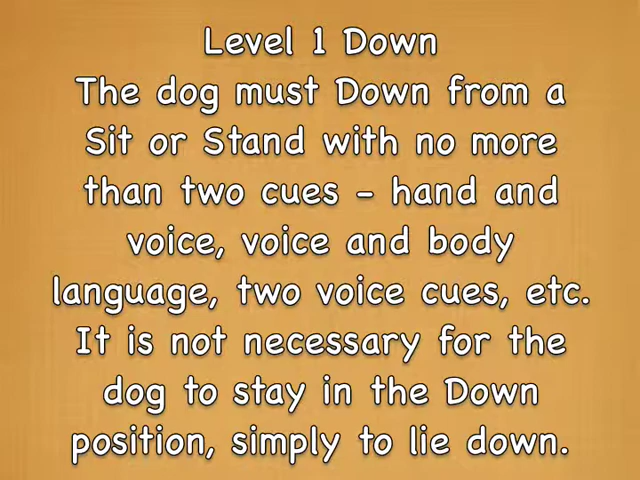 Level 1 Down
The dog must Down from a
Sit or Stand with no more
than two cues - hand and
voice, voice and body
language, two voice cues, etc.
It is not necessary for the
dog to stay in the Down
position, simply to lie down.